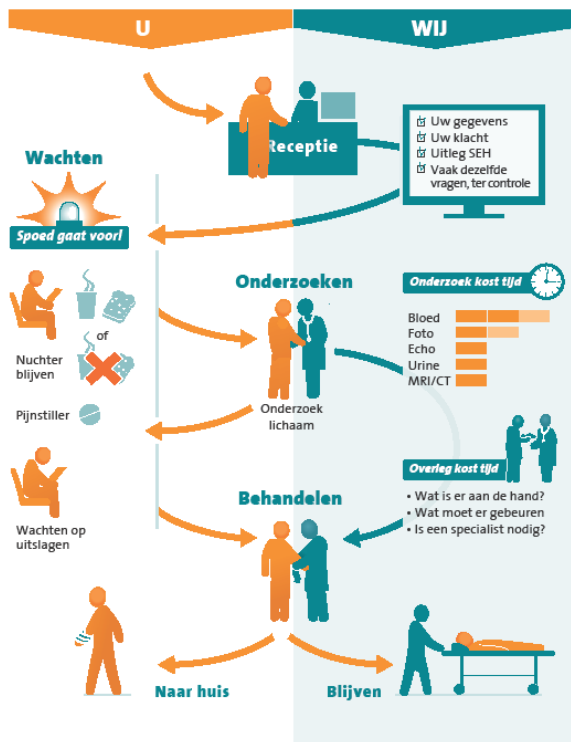 U
WIJ
Receptie
Uw gegevens
Uw klacht
Uitleg SEH
Vaak dezelfde
vragen, ter controle
Wachten
Spoed gaat voor!
Nuchter
blijven
of
Pijnstiller
Wachten op
uitslagen
Onderzoeken
Onderzoek
lichaam
Onderzoek kost tijd
Bloed
Foto
Echo
Urine
MRI/CT
Overleg kost tijd
• Wat is er aan de hand?
• Wat moet er gebeuren
• Is een specialist nodig?
Behandelen
Naar huis
Blijven